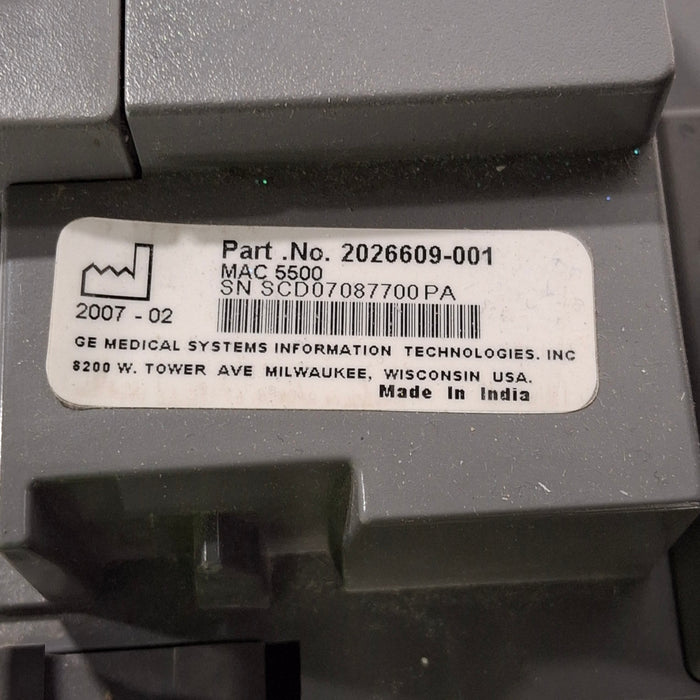 Part .No. 2026609-001
MAC 5500
SN SCD07087700PA
2007 - 02
GE MEDICAL SYSTEMS INFORMATION TECHNOLOGIES. INC
8200 W. TOWER AVE MILWAUKEE, WISCONSIN USA.
Made In India